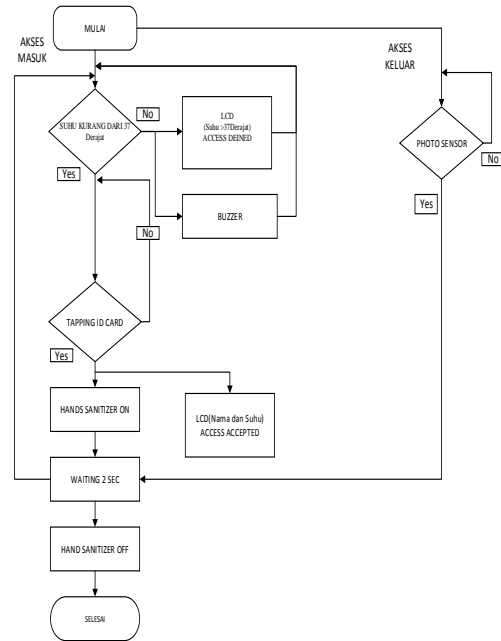 MULAI
AKSES
MASUK
AKSES
KELUAR
SUHU KURANG DARI 37
Derajat
No
LCD
(Suhu >37Derajat)
ACCESS DEINED
PHOTO SENSOR
No
Yes
Yes
BUZZER
No
TAPPING ID CARD
Yes
HANDS SANITIZER ON
LCD(Nama dan Suhu)
ACCESS ACCEPTED
WAITING 2 SEC
HAND SANITIZER OFF
SELESAI